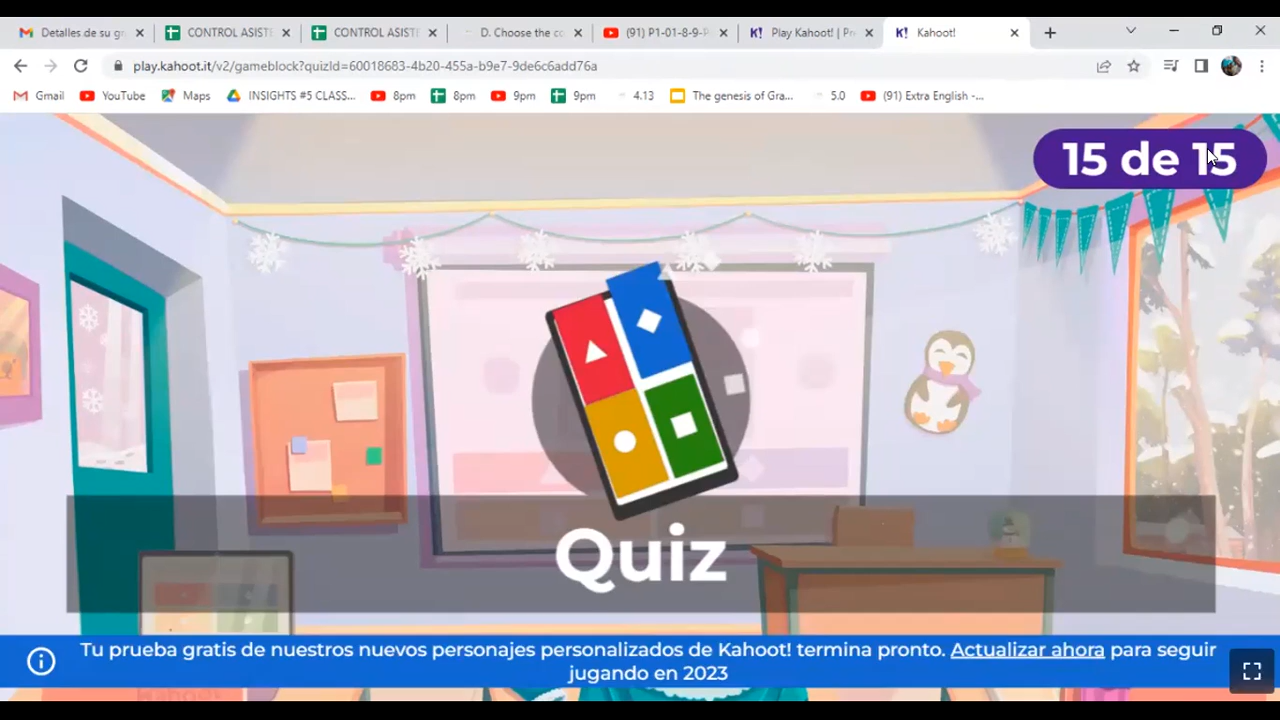 Detalles de su gr
CONTROL ASIST
CONTROL ASIST
D. Choose the co
(91) P1-01-8-9-P
K! Play Kahoot! | Pr
K! Kahoot!
play.kahoot.it/v2/gameblock?quizId=60018683-4b20-455a-b9e7-9de6c6add76a
Gmail YouTube Maps INSIGHTS #5 CLASS... 8pm 8pm 9pm 9pm 4.13 The genesis of Gra... 5.0 (91) Extra English -...
15 de 15
Quiz
Tu prueba gratis de nuestros nuevos personajes personalizados de Kahoot! termina pronto. Actualizar ahora para seguir
jugando en 2023